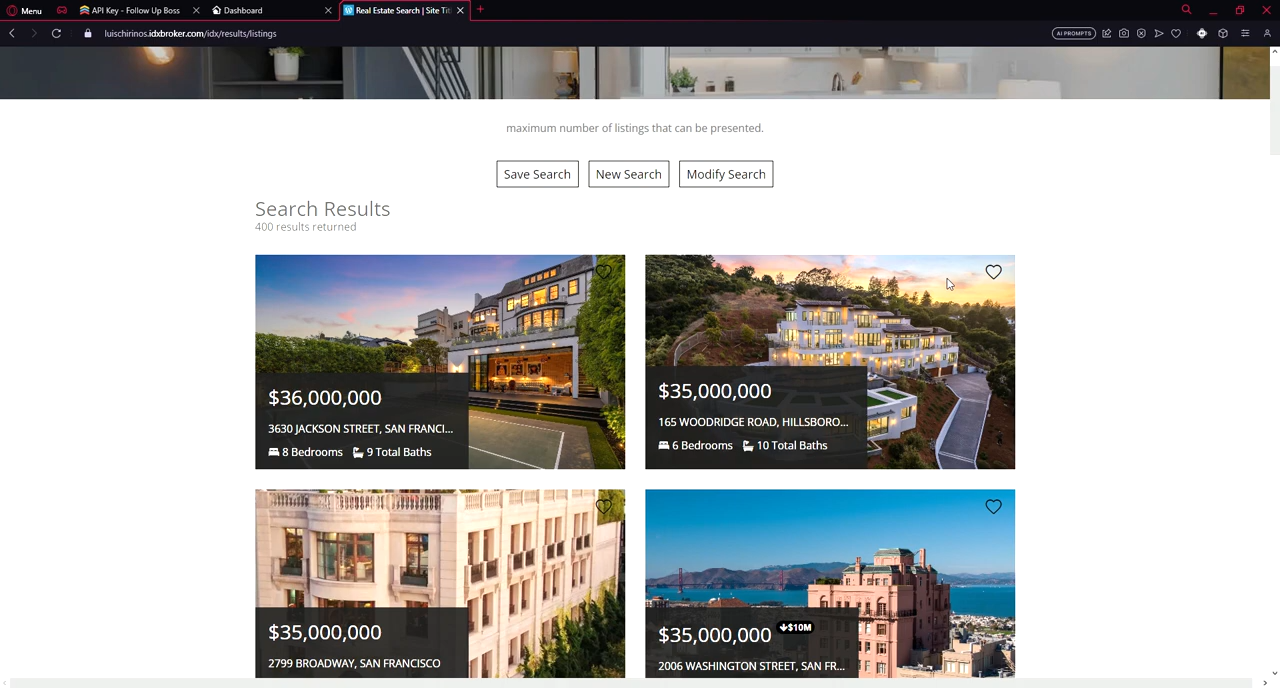 Menu
API Key - Follow Up Boss
Dashboard
Real Estate Search | Site Titl
luischirinos.idxbroker.com/idx/results/listings
AI PROMPTS
maximum number of listings that can be presented.
Save Search
New Search
Modify Search
Search Results
400 results returned
$36,000,000
3630 JACKSON STREET, SAN FRANCI...
8 Bedrooms 9 Total Baths
$35,000,000
165 WOODRIDGE ROAD, HILLSBORO...
6 Bedrooms 10 Total Baths
$35,000,000
2799 BROADWAY, SAN FRANCISCO
$35,000,000 $10M
2006 WASHINGTON STREET, SAN FR...